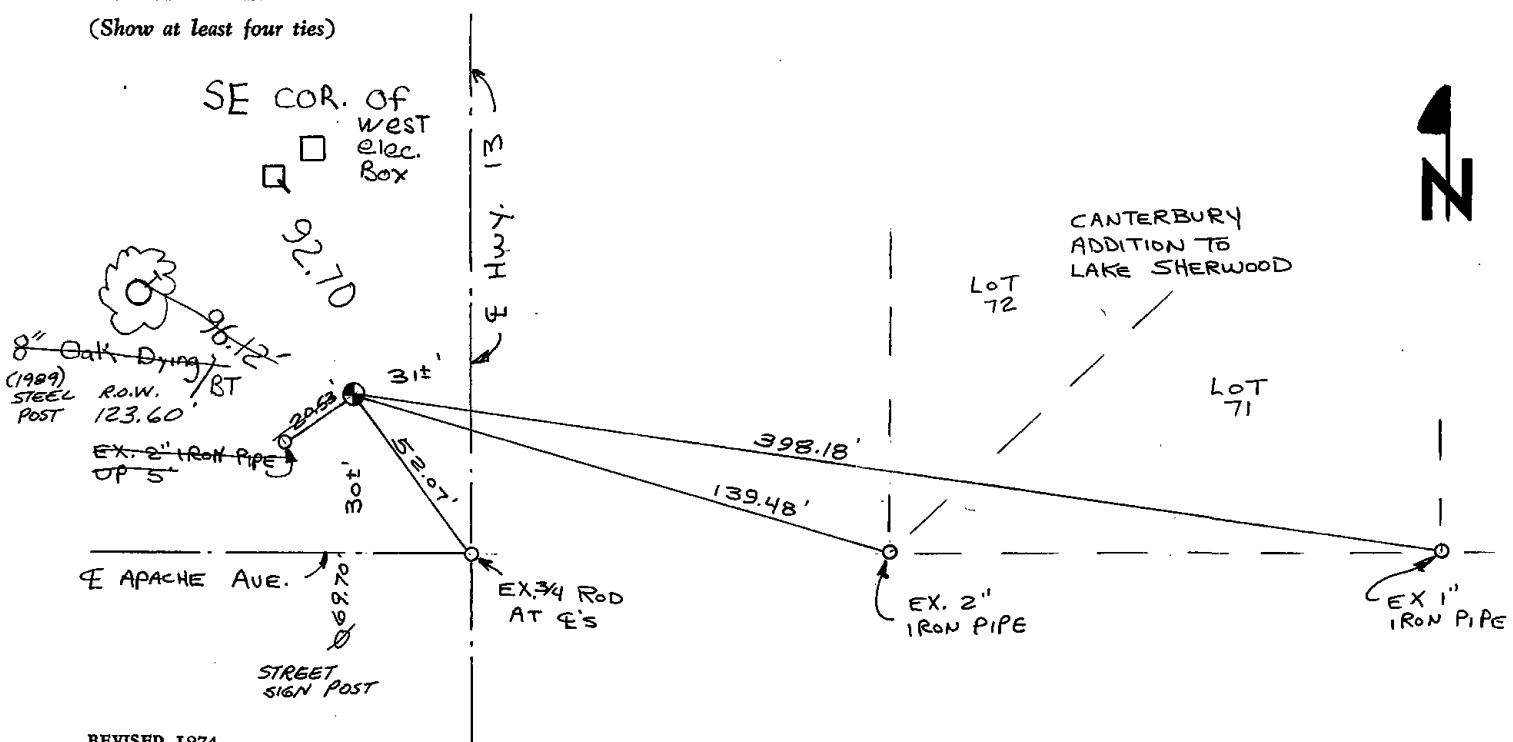 (Show at least four ties)
SE COR. Of
west
elec.
Box
℄ Hwy. 13
N
92.70
CANTERBURY
ADDITION TO
LAKE SHERWOOD
LOT
72
96.12'
8" Oak Dying/BT
(1989)
STEEL R.O.W.
POST 123.60'
31±'
LOT
71
20.53'
EX. 2" IRON PIPE
UP 5"
52.07'
30±'
398.18'
139.48'
℄ APACHE AVE.
69.70'
EX. 3/4 ROD
AT ℄'s
EX. 2"
IRON PIPE
EX 1"
IRON PIPE
STREET
SIGN POST
REVISED 1974